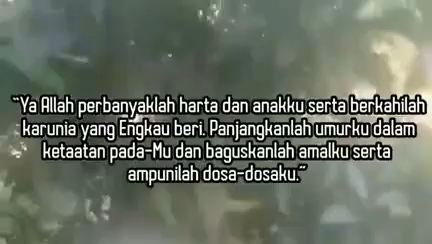 "Ya Allah perbanyaklah harta dan anakku serta berkahilah
karunia yang Engkau beri. Panjangkanlah umurku dalam
ketaatan pada-Mu dan baguskanlah amalku serta
ampunilah dosa-dosaku."